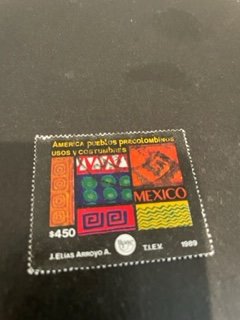 AMERICA PUEBLOS PRECOLOMBINOS
USOS Y COSTUMBRES
MEXICO
$450
J. ELIAS ARROYO A. T.I.E.V. 1989